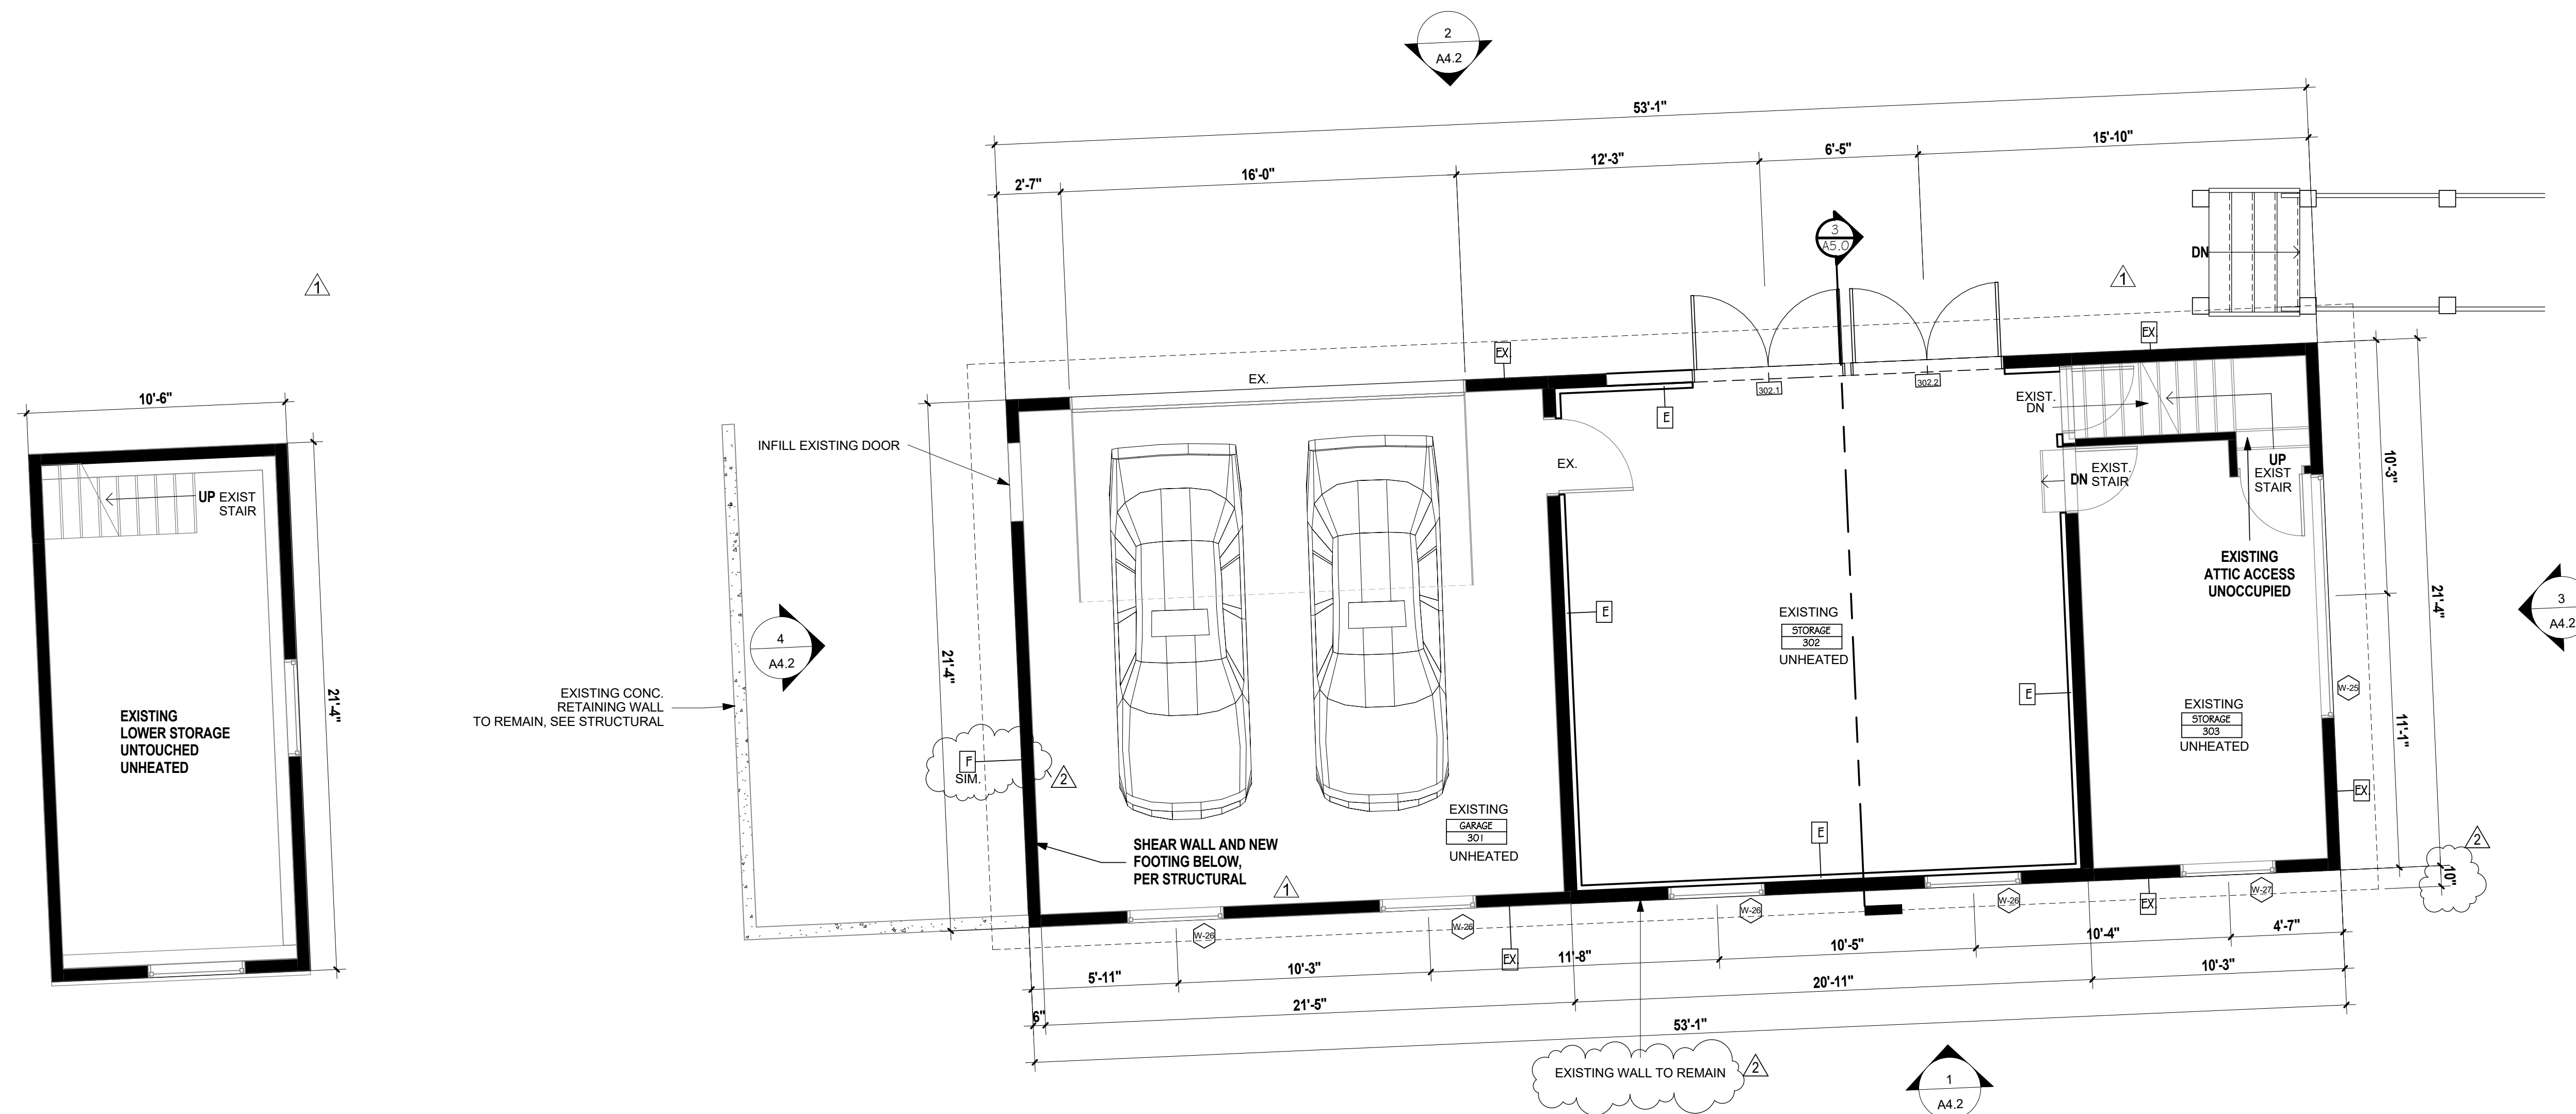 2
A4.2
53'-1"
2'-7"
16'-0"
12'-3"
6'-5"
15'-10"
3
A5.0
DN
1
1
10'-6"
UP EXIST
STAIR
21'-4"
EXISTING
LOWER STORAGE
UNTOUCHED
UNHEATED
INFILL EXISTING DOOR
4
A4.2
EXISTING CONC.
RETAINING WALL
TO REMAIN, SEE STRUCTURAL
21'-4"
F
SIM.
2
EX.
EX.
EX.
E
302.1
302.2
EX.
EXIST.
DN
DN
EXIST.
STAIR
UP
EXIST
STAIR
EXISTING
ATTIC ACCESS
UNOCCUPIED
10'-3"
21'-4"
11'-1"
3
A4.2
E
EXISTING
STORAGE
302
UNHEATED
E
EXISTING
STORAGE
303
UNHEATED
W-25
EX.
EXISTING
GARAGE
301
UNHEATED
E
SHEAR WALL AND NEW
FOOTING BELOW,
PER STRUCTURAL
1
2
10"
W-26
W-26
W-26
W-26
W-27
EX.
EX.
5'-11"
10'-3"
11'-8"
10'-5"
10'-4"
4'-7"
6"
21'-5"
20'-11"
10'-3"
53'-1"
EXISTING WALL TO REMAIN
2
1
A4.2